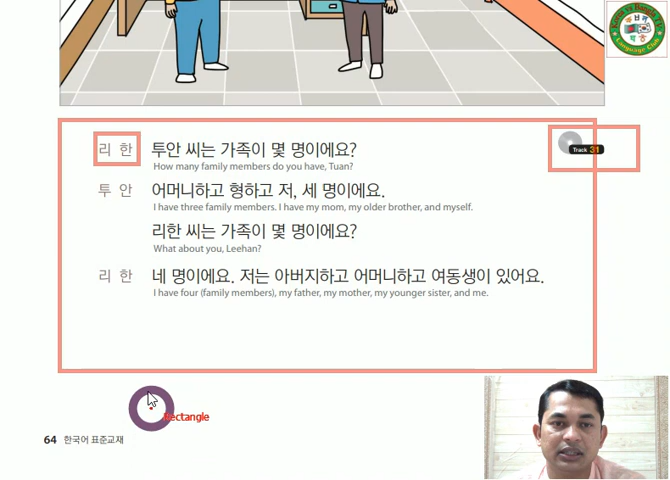 Korea vs Bangla TV
Language Club
Track 31
리 한 투안 씨는 가족이 몇 명이에요?
How many family members do you have, Tuan?
투 안 어머니하고 형하고 저, 세 명이에요.
I have three family members. I have my mom, my older brother, and myself.
리한 씨는 가족이 몇 명이에요?
What about you, Leehan?
리 한 네 명이에요. 저는 아버지하고 어머니하고 여동생이 있어요.
I have four (family members), my father, my mother, my younger sister, and me.
Rectangle
64 한국어 표준교재